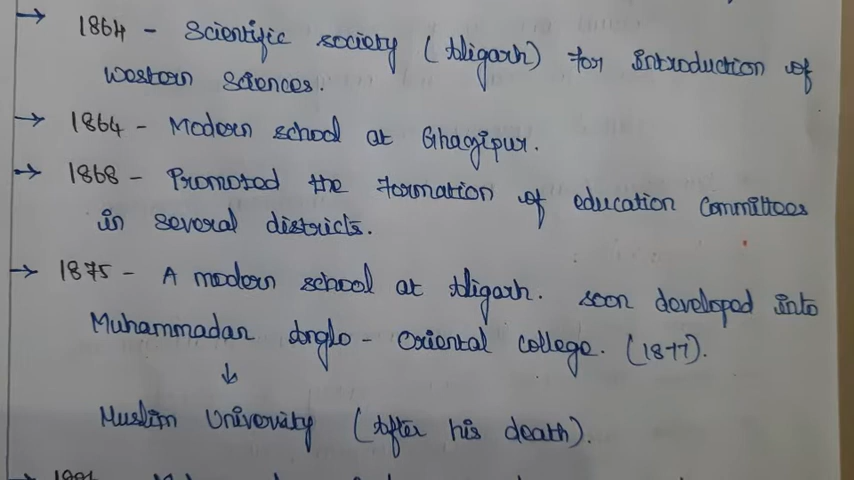 → 1864 - Scientific society (Aligarh) for introduction of
Western Sciences.
→ 1864 - Modern school at Ghazipur.
→ 1868 - Promoted the formation of education Committees
in several districts.
→ 1875 - A modern school at Aligarh. soon developed into
Muhammadan Anglo - Oriental college. (1877).
↓
Muslim University (After his death).